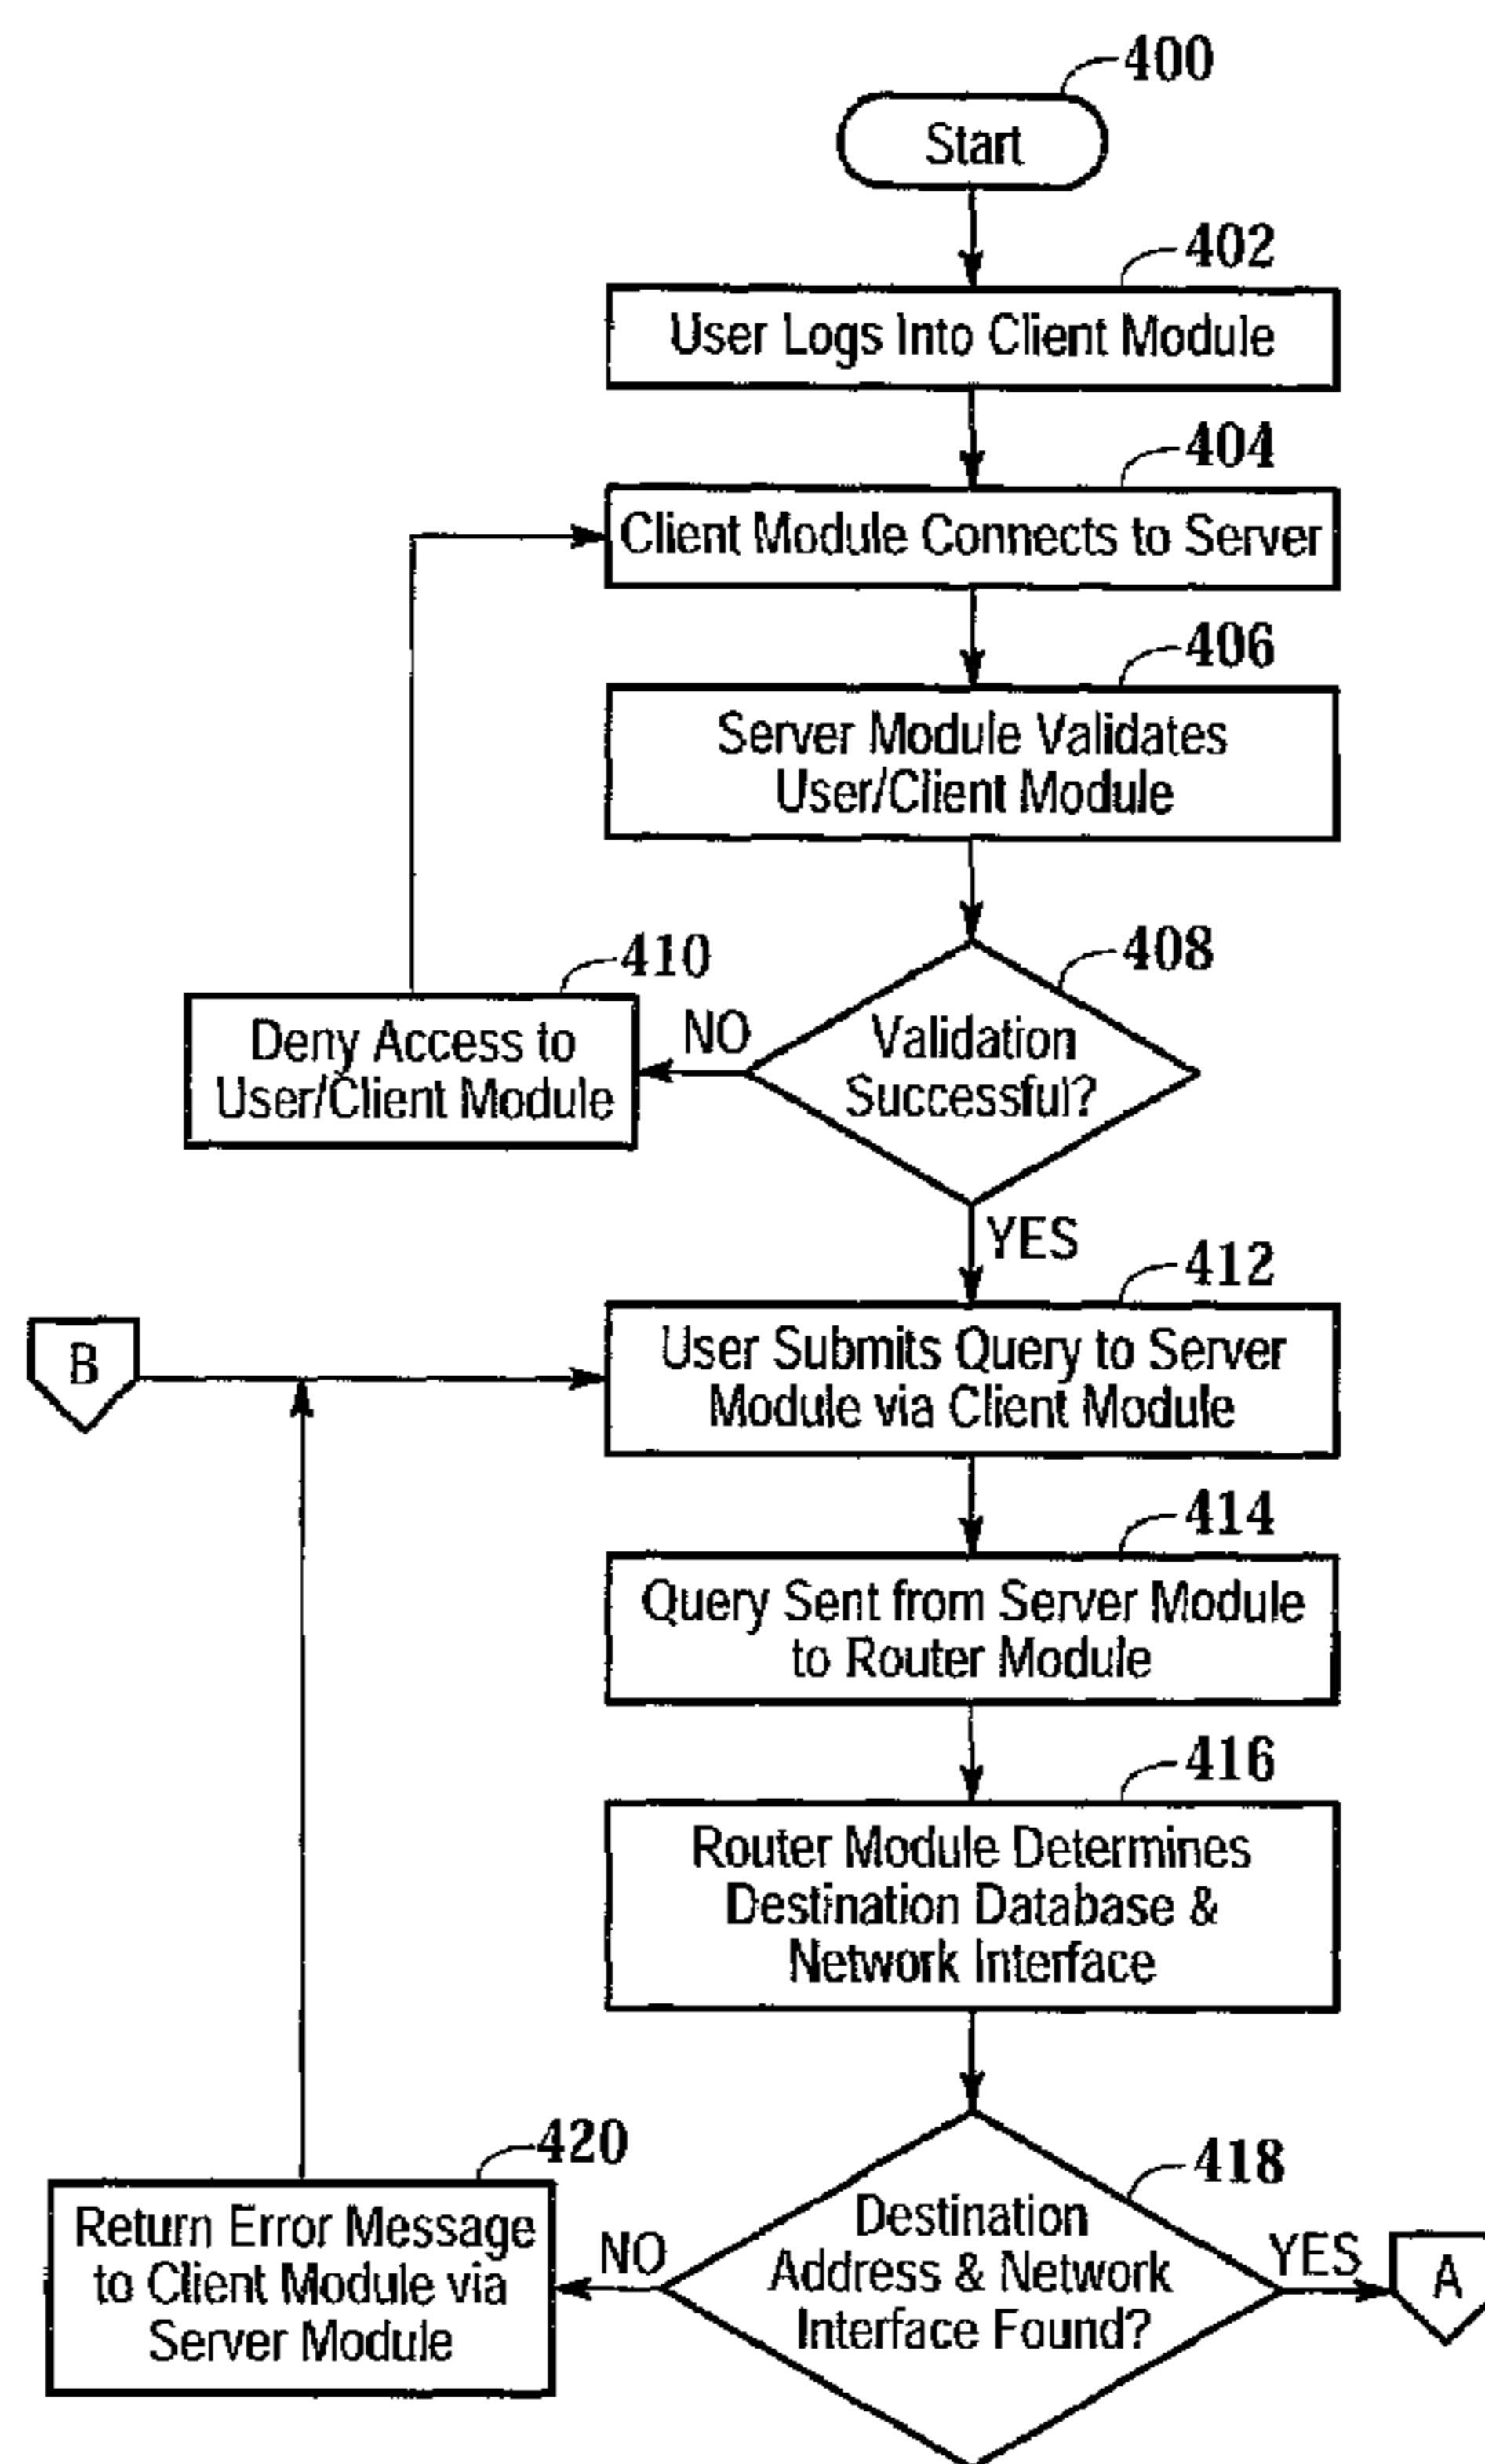 400
Start
402
User Logs Into Client Module
404
Client Module Connects to Server
406
Server Module Validates
User/Client Module
408
Validation
Successful?
NO
410
Deny Access to
User/Client Module
YES
412
B
User Submits Query to Server
Module via Client Module
414
Query Sent from Server Module
to Router Module
416
Router Module Determines
Destination Database &
Network Interface
418
Destination
Address & Network
Interface Found?
NO
420
Return Error Message
to Client Module via
Server Module
YES
A